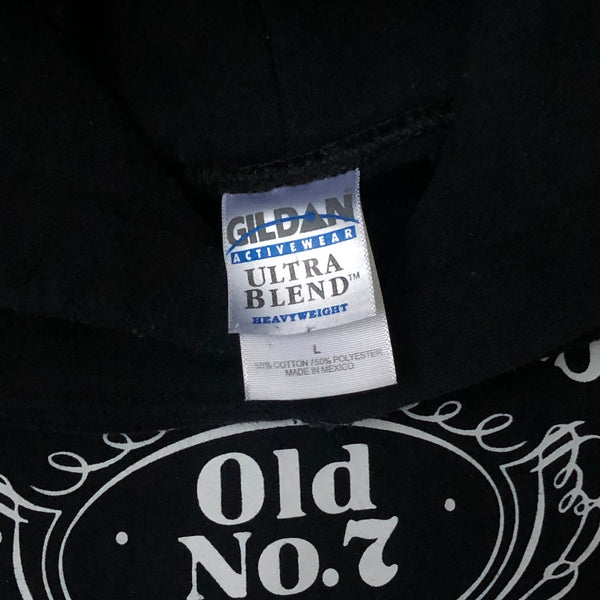 GILDAN
ACTIVEWEAR
ULTRA
BLEND™
HEAVYWEIGHT
L
50% COTTON / 50% POLYESTER
MADE IN MEXICO
Old
No.7